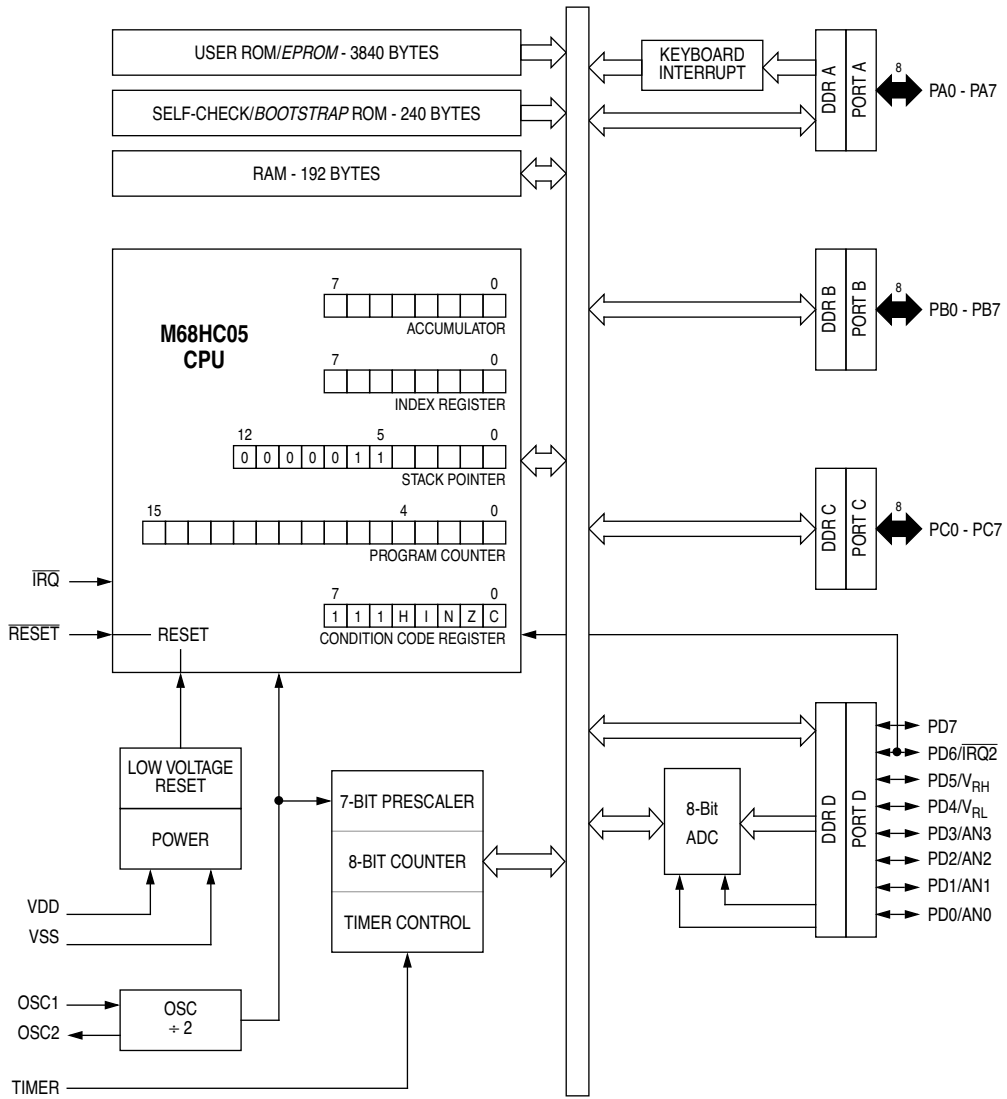 USER ROM/EPROM - 3840 BYTES
SELF-CHECK/BOOTSTRAP ROM - 240 BYTES
RAM - 192 BYTES
KEYBOARD
INTERRUPT
DDR A
PORT A
8
PA0 - PA7
M68HC05
CPU
7 0
ACCUMULATOR
7 0
INDEX REGISTER
12 5 0
0 0 0 0 0 1 1
STACK POINTER
15 4 0
PROGRAM COUNTER
7 0
1 1 1 H I N Z C
CONDITION CODE REGISTER
IRQ
RESET
RESET
DDR B
PORT B
8
PB0 - PB7
DDR C
PORT C
8
PC0 - PC7
LOW VOLTAGE
RESET
POWER
VDD
VSS
7-BIT PRESCALER
8-BIT COUNTER
TIMER CONTROL
OSC1
OSC2
OSC
÷ 2
TIMER
8-Bit
ADC
DDR D
PORT D
PD7
PD6/IRQ2
PD5/VRH
PD4/VRL
PD3/AN3
PD2/AN2
PD1/AN1
PD0/AN0